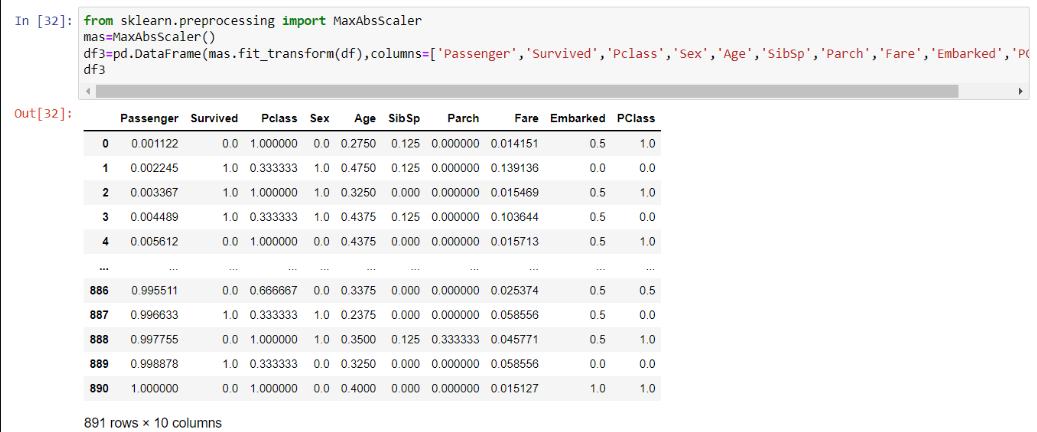 In [32]: from sklearn.preprocessing import MaxAbsScaler
mas=MaxAbsScaler()
df3=pd.DataFrame(mas.fit_transform(df),columns=['Passenger','Survived','Pclass','Sex','Age','SibSp','Parch','Fare','Embarked','PC
df3
Out[32]:
Passenger Survived Pclass Sex Age SibSp Parch Fare Embarked PClass
0 0.001122 0.0 1.000000 0.0 0.2750 0.125 0.000000 0.014151 0.5 1.0
1 0.002245 1.0 0.333333 1.0 0.4750 0.125 0.000000 0.139136 0.0 0.0
2 0.003367 1.0 1.000000 1.0 0.3250 0.000 0.000000 0.015469 0.5 1.0
3 0.004489 1.0 0.333333 1.0 0.4375 0.125 0.000000 0.103644 0.5 0.0
4 0.005612 0.0 1.000000 0.0 0.4375 0.000 0.000000 0.015713 0.5 1.0
... ... ... ... ... ... ... ... ... ... ...
886 0.995511 0.0 0.666667 0.0 0.3375 0.000 0.000000 0.025374 0.5 0.5
887 0.996633 1.0 0.333333 1.0 0.2375 0.000 0.000000 0.058556 0.5 0.0
888 0.997755 0.0 1.000000 1.0 0.3500 0.125 0.333333 0.045771 0.5 1.0
889 0.998878 1.0 0.333333 0.0 0.3250 0.000 0.000000 0.058556 0.0 0.0
890 1.000000 0.0 1.000000 0.0 0.4000 0.000 0.000000 0.015127 1.0 1.0
891 rows × 10 columns